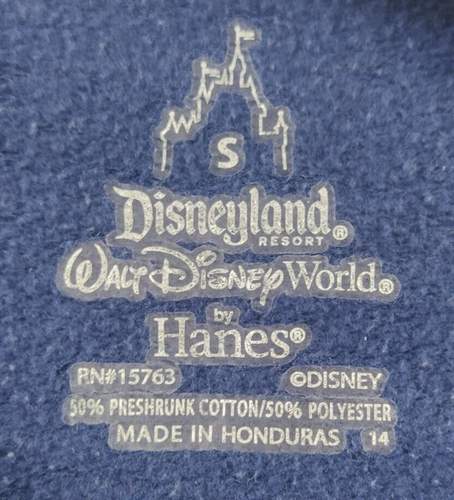 S
Disneyland®
RESORT
WALT DISNEY World®
by
Hanes®
RN#15763 ©DISNEY
50% PRESHRUNK COTTON/50% POLYESTER
MADE IN HONDURAS 14